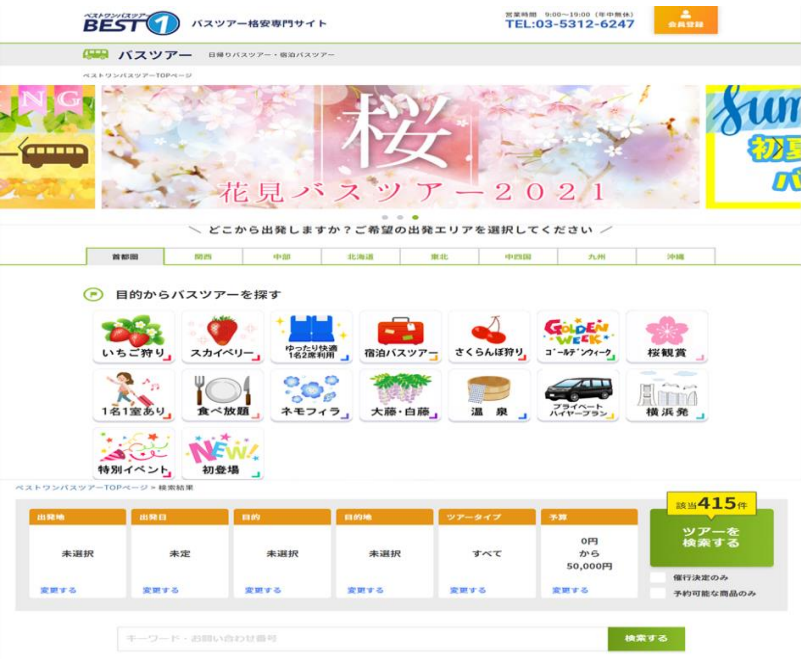 ベストワンバスツアー
BEST 1 バスツアー格安専門サイト
営業時間 9:00~19:00 (年中無休)
TEL:03-5312-6247
会員登録
バスツアー 日帰りバスツアー・宿泊バスツアー
ベストワンバスツアーTOPページ
NG
桜
花見バスツアー2021
Sum
初夏
バ
＼ どこから出発しますか？ご希望の出発エリアを選択してください ／
首都圏 関西 中部 北海道 東北 中四国 九州 沖縄
目的からバスツアーを探す
いちご狩り スカイベリー ゆったり快適 1名2席利用 宿泊バスツアー さくらんぼ狩り GOLDEN WEEK ゴールデンウィーク 桜観賞
1名1室あり 食べ放題 ネモフィラ 大藤・白藤 温泉 プライベート ハイヤープラン 横浜発
特別イベント NEW! 初登場
ベストワンバスツアーTOPページ » 検索結果
該当415件
出発地 出発日 目的 目的地 ツアータイプ 予算
未選択 未定 未選択 未選択 すべて 0円 から 50,000円
変更する 変更する 変更する 変更する 変更する 変更する
ツアーを
検索する
催行決定のみ
予約可能な商品のみ
キーワード・お問い合わせ番号 検索する